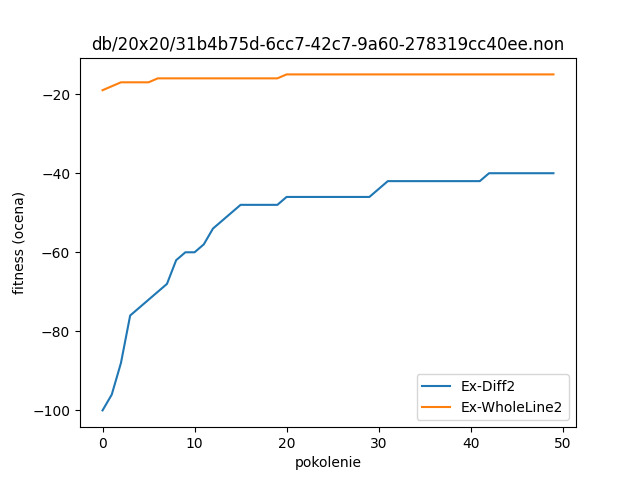 db/20x20/31b4b75d-6cc7-42c7-9a60-278319cc40ee.non
fitness (ocena)
−20
−40
−60
−80
−100
0
10
20
30
40
50
pokolenie
Ex-Diff2
Ex-WholeLine2